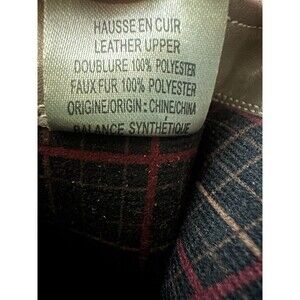 HAUSSE EN CUIR
LEATHER UPPER
DOUBLURE 100% POLYESTER
FAUX FUR 100% POLYESTER
ORIGINE/ORIGIN : CHINE/CHINA
BALANCE SYNTHÉTIQUE